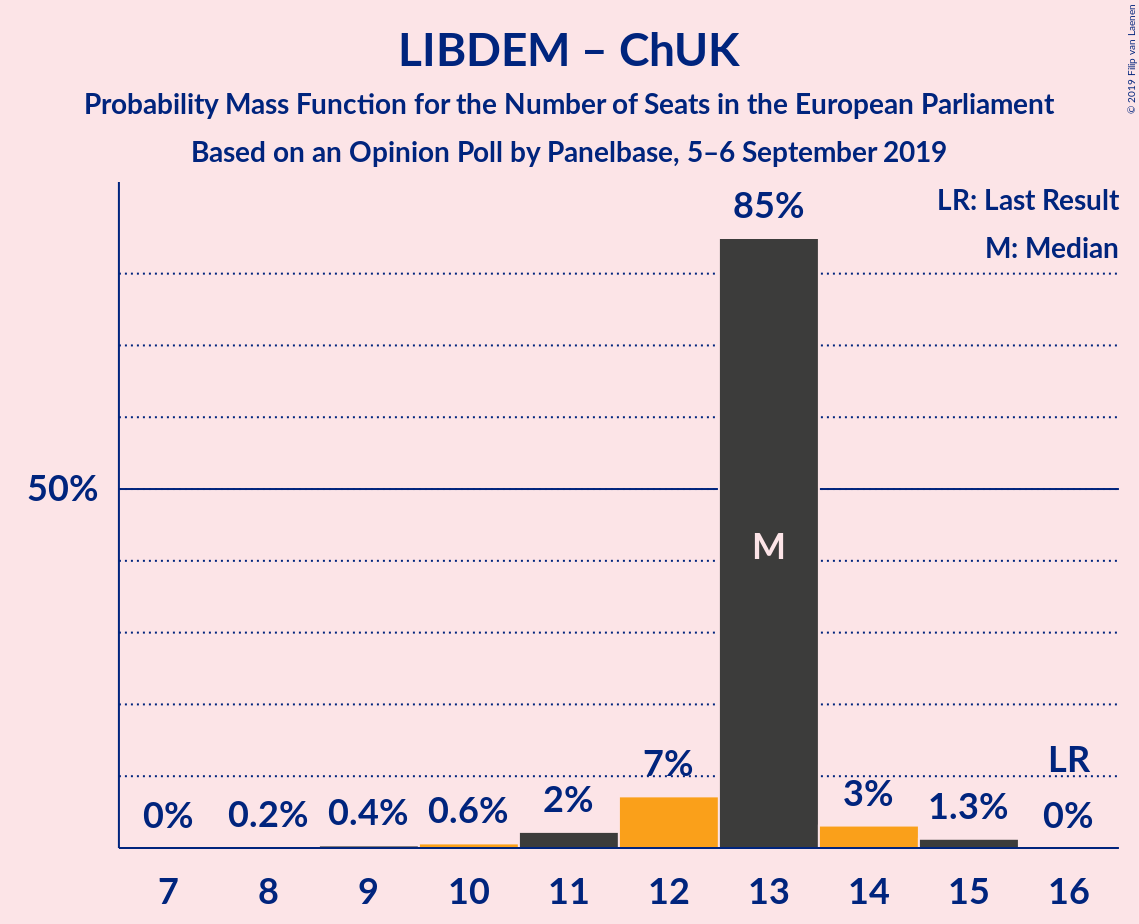 LIBDEM – ChUK
Probability Mass Function for the Number of Seats in the European Parliament
Based on an Opinion Poll by Panelbase, 5–6 September 2019
© 2019 Filip van Laenen
LR: Last Result
M: Median
85%
50%
M
LR
0%
0.2%
0.4%
0.6%
2%
7%
3%
1.3%
0%
7
8
9
10
11
12
13
14
15
16